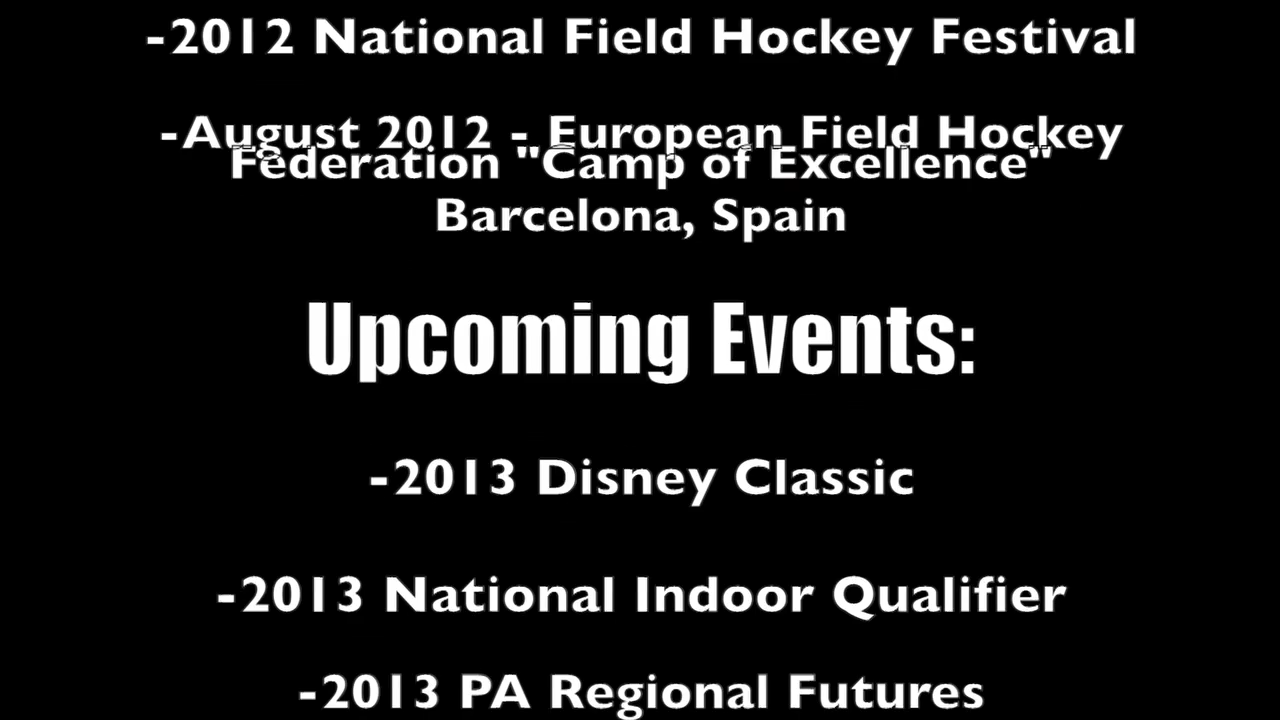 -2012 National Field Hockey Festival
-August 2012 - European Field Hockey
Federation "Camp of Excellence"
Barcelona, Spain
Upcoming Events:
-2013 Disney Classic
-2013 National Indoor Qualifier
-2013 PA Regional Futures